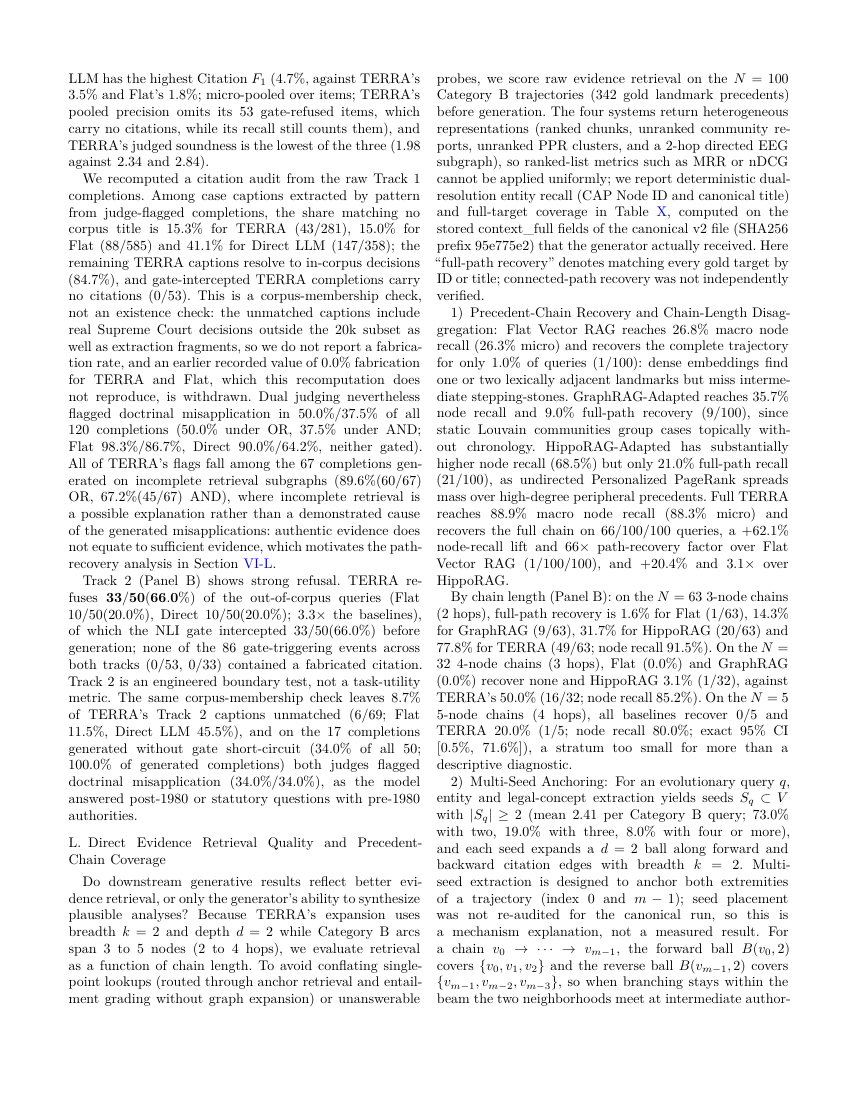 LLM has the highest Citation F1 (4.7%, against TERRA's
3.5% and Flat's 1.8%; micro-pooled over items; TERRA's
pooled precision omits its 53 gate-refused items, which
carry no citations, while its recall still counts them), and
TERRA's judged soundness is the lowest of the three (1.98
against 2.34 and 2.84).
We recomputed a citation audit from the raw Track 1
completions. Among case captions extracted by pattern
from judge-flagged completions, the share matching no
corpus title is 15.3% for TERRA (43/281), 15.0% for
Flat (88/585) and 41.1% for Direct LLM (147/358); the
remaining TERRA captions resolve to in-corpus decisions
(84.7%), and gate-intercepted TERRA completions carry
no citations (0/53). This is a corpus-membership check,
not an existence check: the unmatched captions include
real Supreme Court decisions outside the 20k subset as
well as extraction fragments, so we do not report a fabrica-
tion rate, and an earlier recorded value of 0.0% fabrication
for TERRA and Flat, which this recomputation does
not reproduce, is withdrawn. Dual judging nevertheless
flagged doctrinal misapplication in 50.0%/37.5% of all
120 completions (50.0% under OR, 37.5% under AND;
Flat 98.3%/86.7%, Direct 90.0%/64.2%, neither gated).
All of TERRA's flags fall among the 67 completions gen-
erated on incomplete retrieval subgraphs (89.6%(60/67)
OR, 67.2%(45/67) AND), where incomplete retrieval is
a possible explanation rather than a demonstrated cause
of the generated misapplications: authentic evidence does
not equate to sufficient evidence, which motivates the path-
recovery analysis in Section VI-L.
Track 2 (Panel B) shows strong refusal. TERRA re-
fuses 33/50(66.0%) of the out-of-corpus queries (Flat
10/50(20.0%), Direct 10/50(20.0%); 3.3× the baselines),
of which the NLI gate intercepted 33/50(66.0%) before
generation; none of the 86 gate-triggering events across
both tracks (0/53, 0/33) contained a fabricated citation.
Track 2 is an engineered boundary test, not a task-utility
metric. The same corpus-membership check leaves 8.7%
of TERRA's Track 2 captions unmatched (6/69; Flat
11.5%, Direct LLM 45.5%), and on the 17 completions
generated without gate short-circuit (34.0% of all 50;
100.0% of generated completions) both judges flagged
doctrinal misapplication (34.0%/34.0%), as the model
answered post-1980 or statutory questions with pre-1980
authorities.
L. Direct Evidence Retrieval Quality and Precedent-
Chain Coverage
Do downstream generative results reflect better evi-
dence retrieval, or only the generator's ability to synthesize
plausible analyses? Because TERRA's expansion uses
breadth k = 2 and depth d = 2 while Category B arcs
span 3 to 5 nodes (2 to 4 hops), we evaluate retrieval
as a function of chain length. To avoid conflating single-
point lookups (routed through anchor retrieval and entail-
ment grading without graph expansion) or unanswerable
probes, we score raw evidence retrieval on the N = 100
Category B trajectories (342 gold landmark precedents)
before generation. The four systems return heterogeneous
representations (ranked chunks, unranked community re-
ports, unranked PPR clusters, and a 2-hop directed EEG
subgraph), so ranked-list metrics such as MRR or nDCG
cannot be applied uniformly; we report deterministic dual-
resolution entity recall (CAP Node ID and canonical title)
and full-target coverage in Table X, computed on the
stored context_full fields of the canonical v2 file (SHA256
prefix 95e775e2) that the generator actually received. Here
“full-path recovery” denotes matching every gold target by
ID or title; connected-path recovery was not independently
verified.
1) Precedent-Chain Recovery and Chain-Length Disag-
gregation: Flat Vector RAG reaches 26.8% macro node
recall (26.3% micro) and recovers the complete trajectory
for only 1.0% of queries (1/100): dense embeddings find
one or two lexically adjacent landmarks but miss interme-
diate stepping-stones. GraphRAG-Adapted reaches 35.7%
node recall and 9.0% full-path recovery (9/100), since
static Louvain communities group cases topically with-
out chronology. HippoRAG-Adapted has substantially
higher node recall (68.5%) but only 21.0% full-path recall
(21/100), as undirected Personalized PageRank spreads
mass over high-degree peripheral precedents. Full TERRA
reaches 88.9% macro node recall (88.3% micro) and
recovers the full chain on 66/100/100 queries, a +62.1%
node-recall lift and 66× path-recovery factor over Flat
Vector RAG (1/100/100), and +20.4% and 3.1× over
HippoRAG.
By chain length (Panel B): on the N = 63 3-node chains
(2 hops), full-path recovery is 1.6% for Flat (1/63), 14.3%
for GraphRAG (9/63), 31.7% for HippoRAG (20/63) and
77.8% for TERRA (49/63; node recall 91.5%). On the N =
32 4-node chains (3 hops), Flat (0.0%) and GraphRAG
(0.0%) recover none and HippoRAG 3.1% (1/32), against
TERRA's 50.0% (16/32; node recall 85.2%). On the N = 5
5-node chains (4 hops), all baselines recover 0/5 and
TERRA 20.0% (1/5; node recall 80.0%; exact 95% CI
[0.5%, 71.6%]), a stratum too small for more than a
descriptive diagnostic.
2) Multi-Seed Anchoring: For an evolutionary query q,
entity and legal-concept extraction yields seeds Sq ⊂ V
with |Sq| ≥ 2 (mean 2.41 per Category B query; 73.0%
with two, 19.0% with three, 8.0% with four or more),
and each seed expands a d = 2 ball along forward and
backward citation edges with breadth k = 2. Multi-
seed extraction is designed to anchor both extremities
of a trajectory (index 0 and m − 1); seed placement
was not re-audited for the canonical run, so this is
a mechanism explanation, not a measured result. For
a chain v0 → ⋯ → vm−1, the forward ball B(v0, 2)
covers {v0, v1, v2} and the reverse ball B(vm−1, 2) covers
{vm−1, vm−2, vm−3}, so when branching stays within the
beam the two neighborhoods meet at intermediate author-